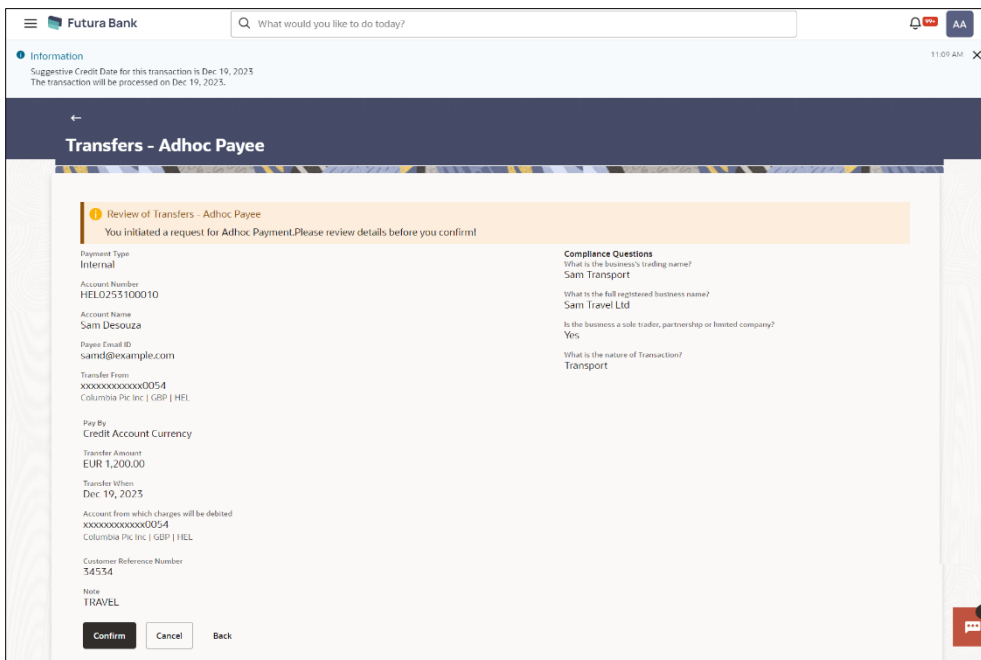 Futura Bank
What would you like to do today?
99+
AA
Information
11:09 AM
Suggestive Credit Date for this transaction is Dec 19, 2023
The transaction will be processed on Dec 19, 2023.
Transfers - Adhoc Payee
Review of Transfers - Adhoc Payee
You initiated a request for Adhoc Payment.Please review details before you confirm!
Payment Type
Internal
Account Number
HEL0253100010
Account Name
Sam Desouza
Payee Email ID
samd@example.com
Transfer From
xxxxxxxxxxxx0054
Columbia Pic Inc | GBP | HEL
Pay By
Credit Account Currency
Transfer Amount
EUR 1,200.00
Transfer When
Dec 19, 2023
Account from which charges will be debited
xxxxxxxxxxxx0054
Columbia Pic Inc | GBP | HEL
Customer Reference Number
34534
Note
TRAVEL
Compliance Questions
What is the business's trading name?
Sam Transport
What is the full registered business name?
Sam Travel Ltd
Is the business a sole trader, partnership or limited company?
Yes
What is the nature of Transaction?
Transport
Confirm
Cancel
Back